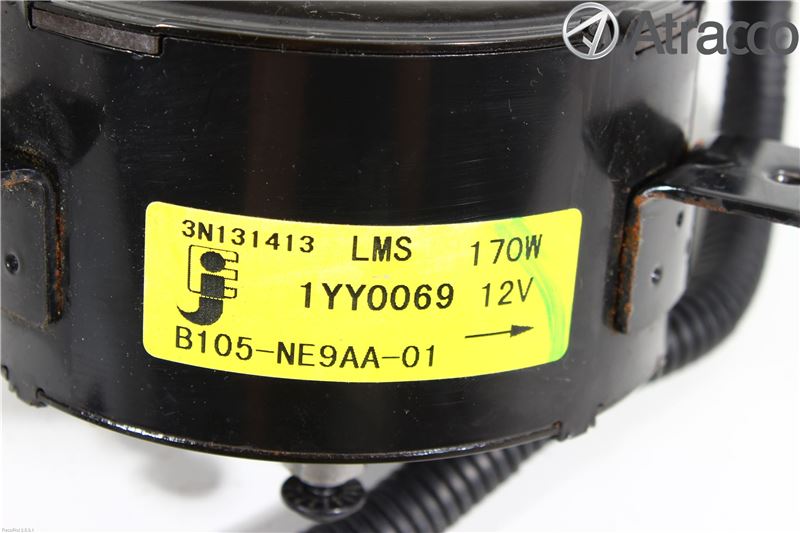 Atracco
3N131413 LMS 170W
1YY0069 12V
B105-NE9AA-01